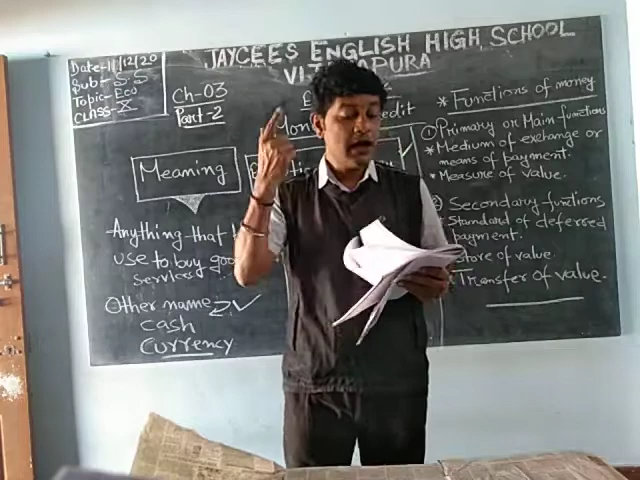 JAYCEES ENGLISH HIGH SCHOOL
Date-11/12/20
Sub:- S.S
Topic- Eco
CLASS- X
Ch-03
Part-2
Meaning
Anything that
use to buy goo
services
Other name
Cash
Currency
edit
* Functions of money
① Primary or Main-functions
* Medium of exchange or
means of payment.
* Measure of value.
② Secondary-functions
Standard of deferred
payment.
Store of value.
Transfer of value.